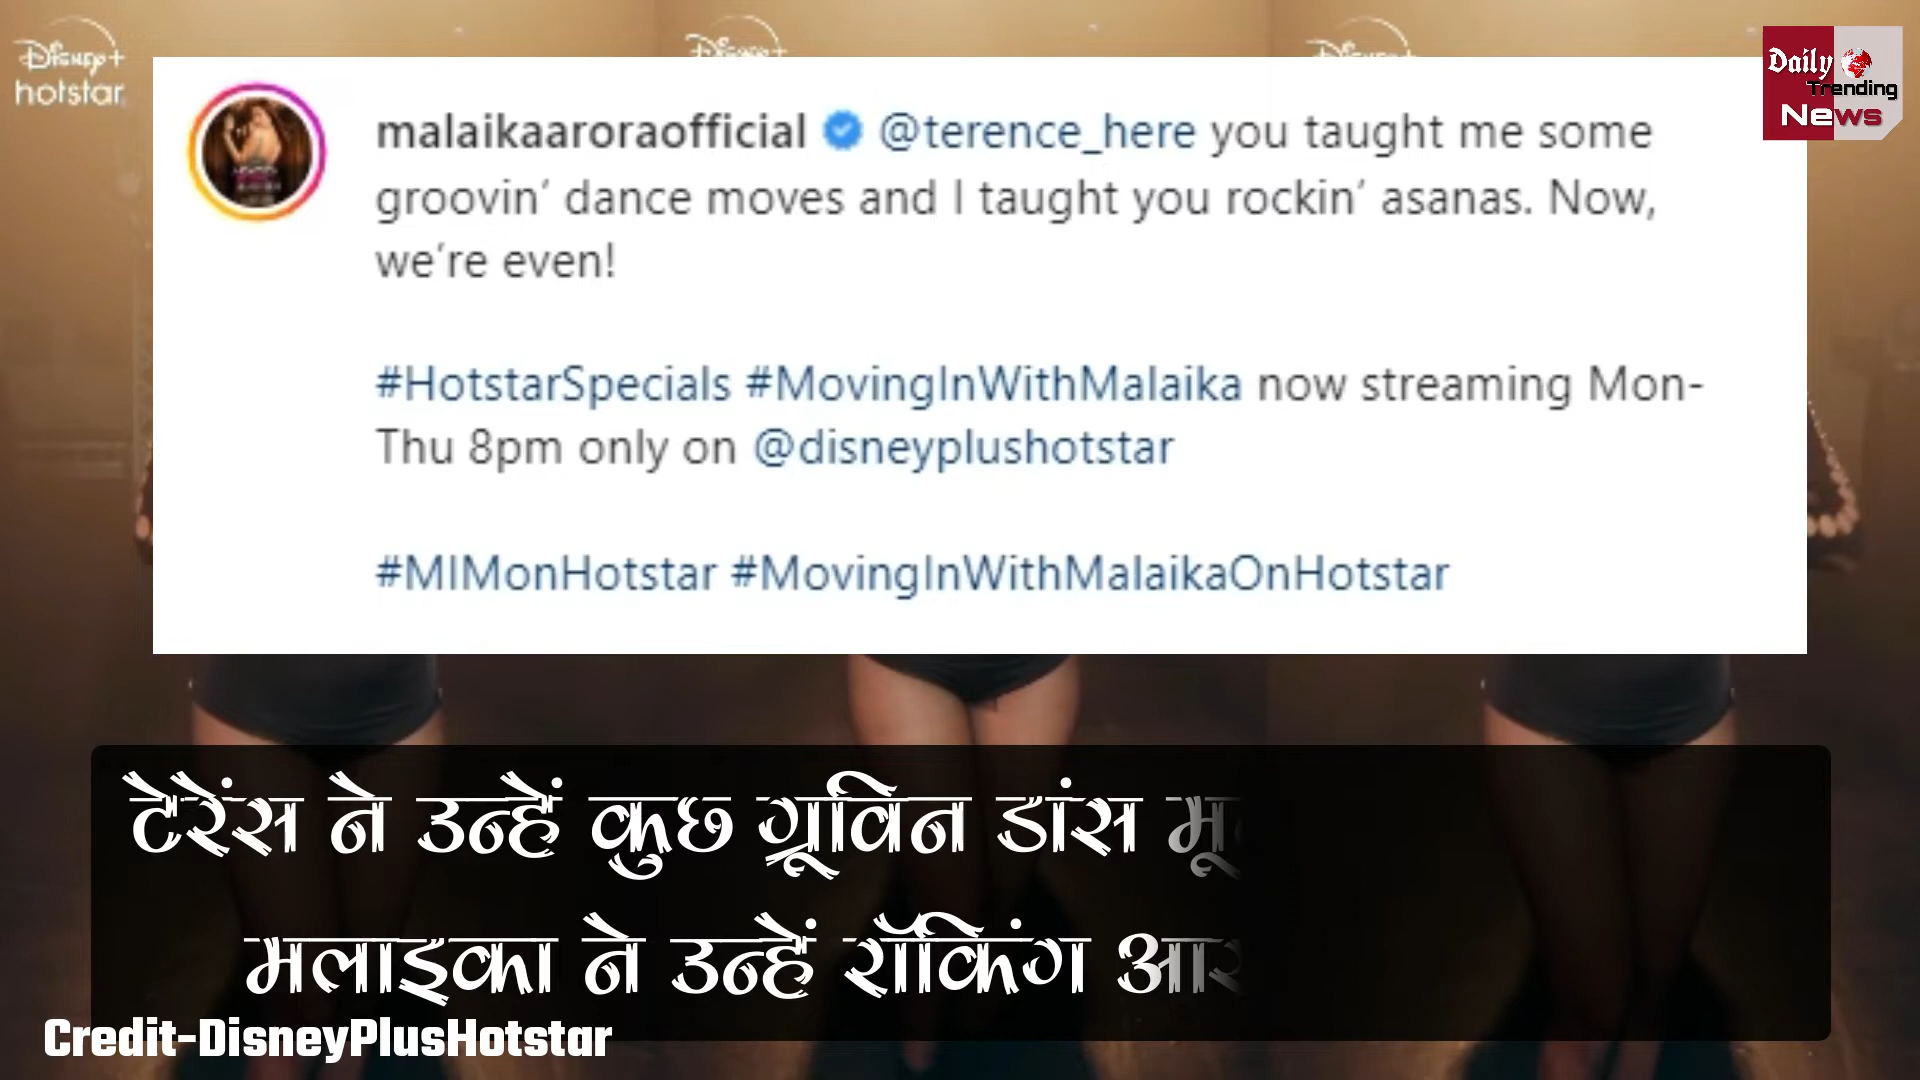 Disney+
hotstar
Disney+
Disney+
Daily
Trending
News
malaikaaroraofficial @terence_here you taught me some
groovin’ dance moves and I taught you rockin’ asanas. Now,
we’re even!
#HotstarSpecials #MovingInWithMalaika now streaming Mon-
Thu 8pm only on @disneyplushotstar
#MIMonHotstar #MovingInWithMalaikaOnHotstar
टेरेंस ने उन्हें कुछ ग्रूविन डांस
मलाइका ने उन्हें रॉकिंग
Credit-DisneyPlusHotstar